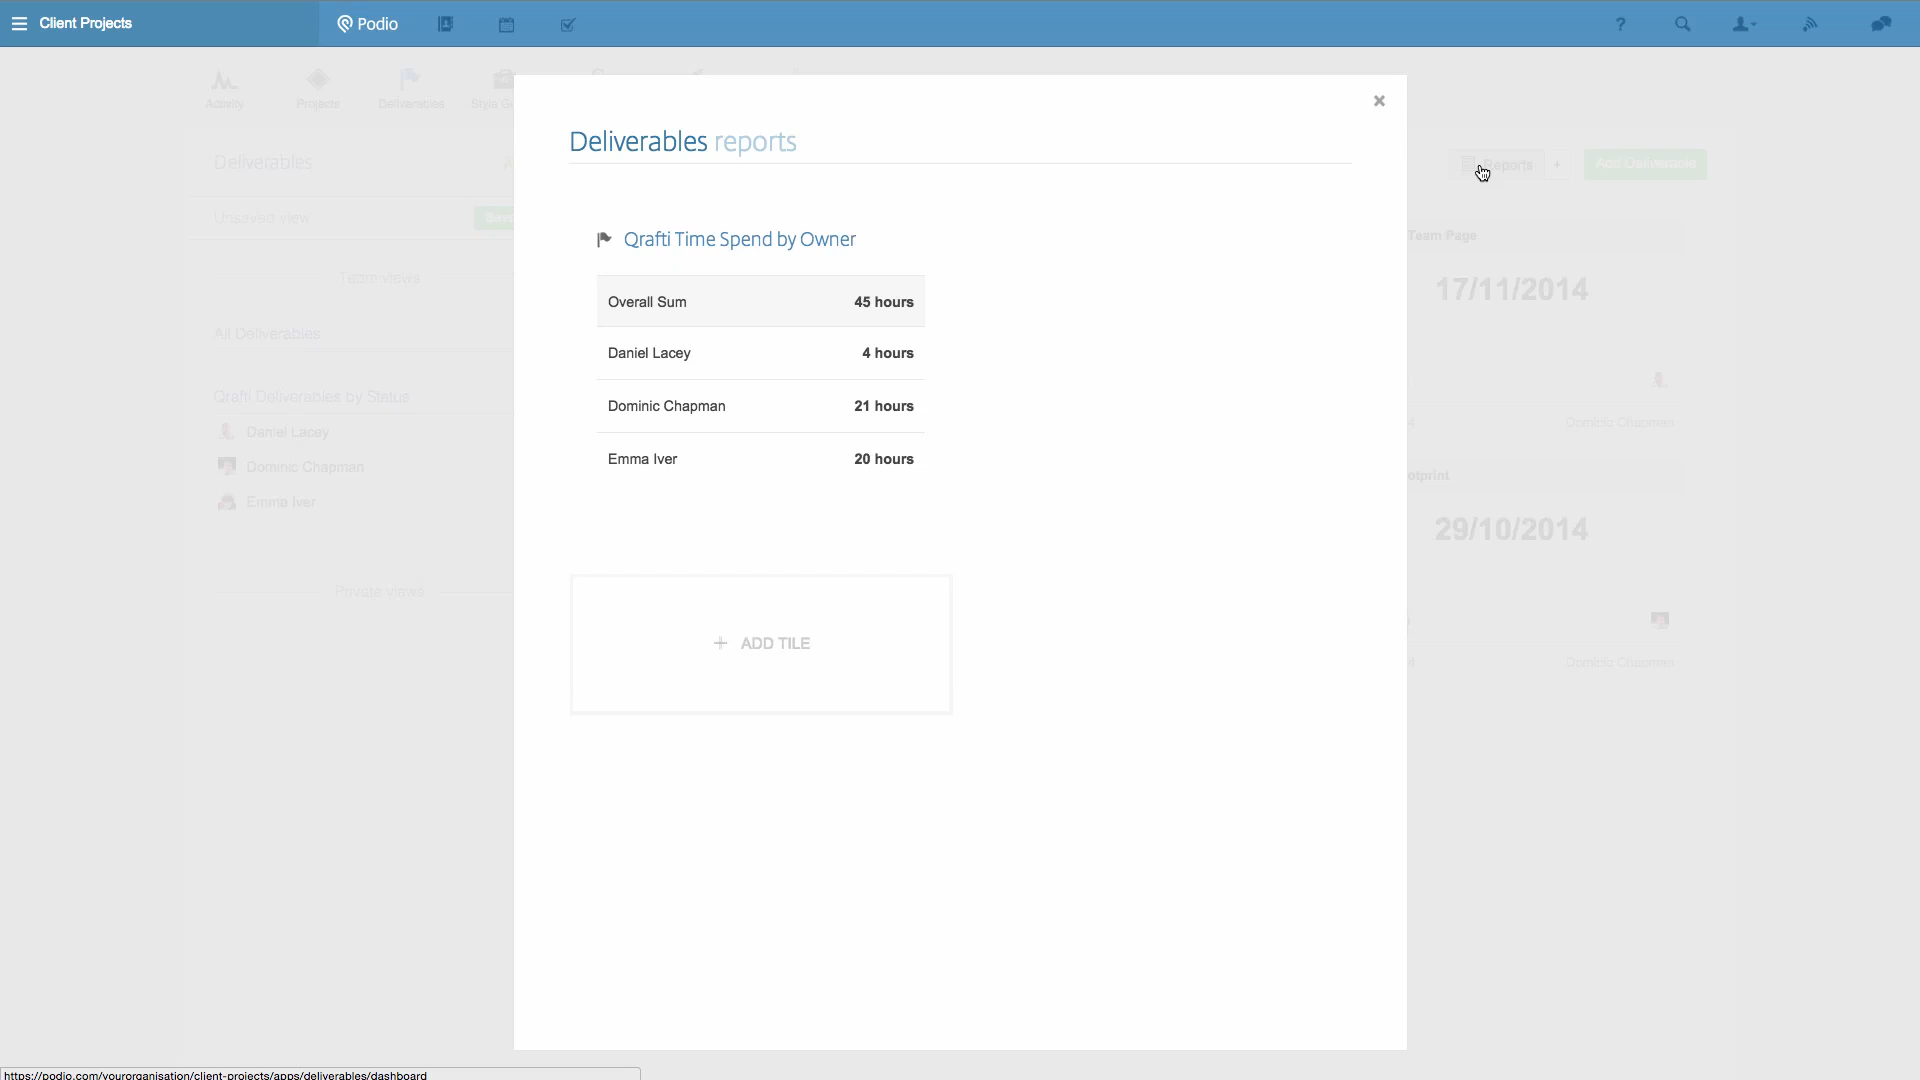 Client Projects
Podio
?
Activity
Projects
Deliverables
Style Gu
Deliverables reports
Deliverables
Reports
+
Add Deliverable
Unsaved view
Save
Team views
All Deliverables
Qrafti Deliverables by Status
Daniel Lacey
Dominic Chapman
Emma Iver
Private views
Qrafti Time Spend by Owner
Overall Sum 45 hours
Daniel Lacey 4 hours
Dominic Chapman 21 hours
Emma Iver 20 hours
+ ADD TILE
Team Page
17/11/2014
Dominic Chapman
otprint
29/10/2014
Dominic Chapman
https://podio.com/yourorganisation/client-projects/apps/deliverables/dashboard